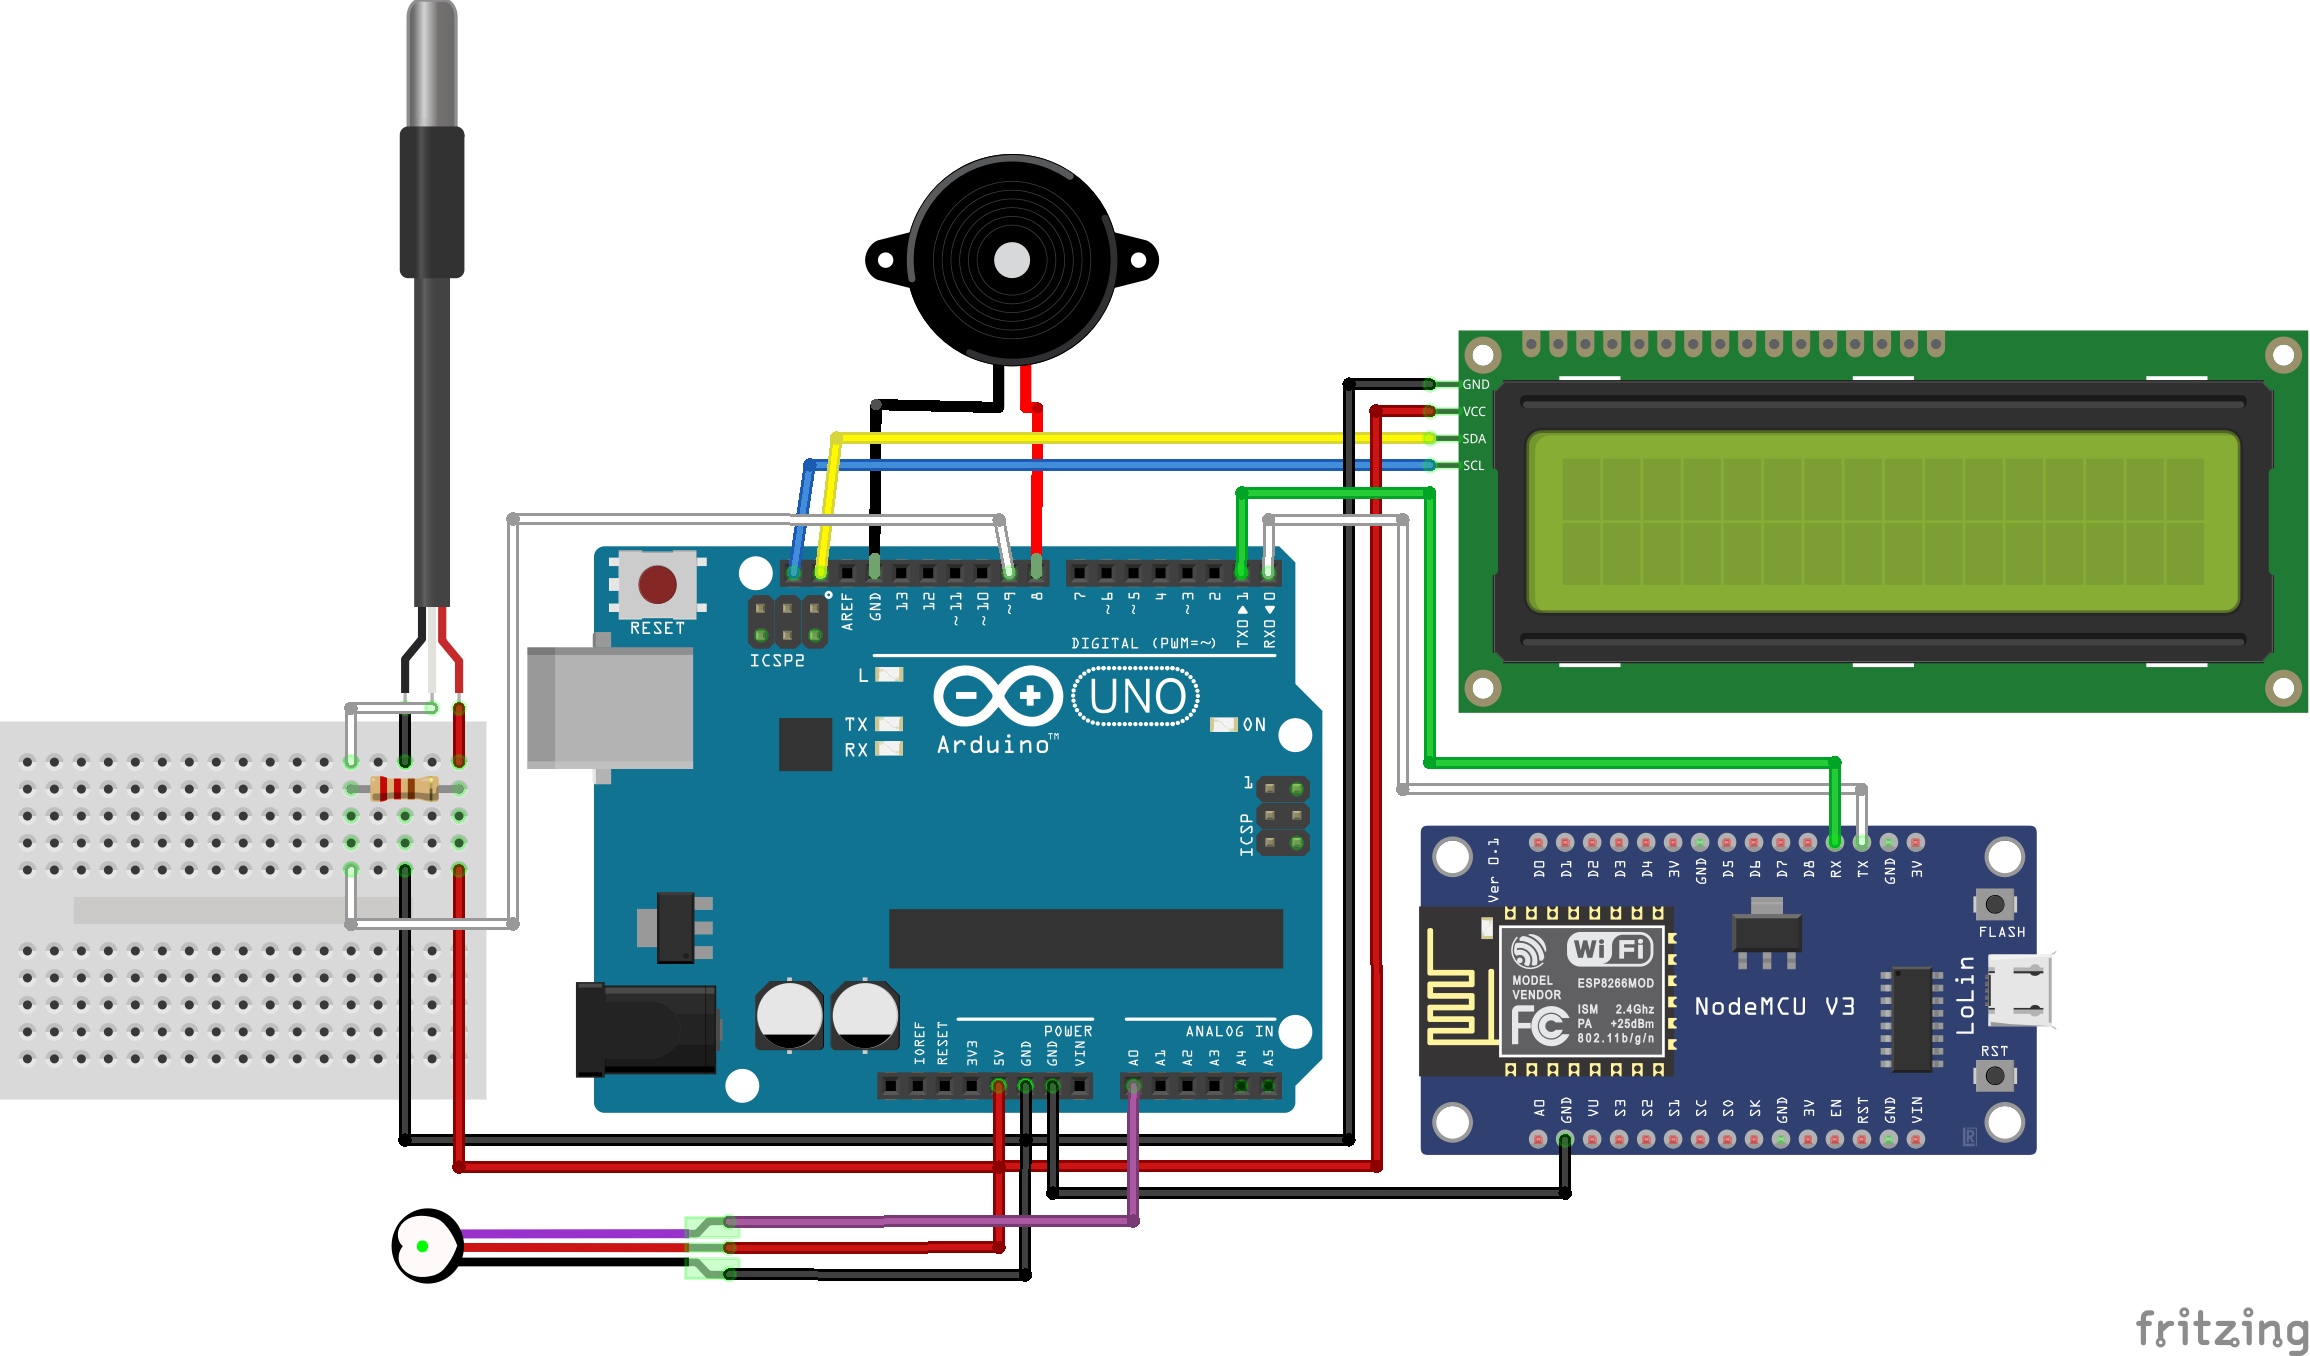 GND
VCC
SDA
SCL
RESET
ICSP2
AREF
GND
13
12
~11
~10
~9
8
7
~6
~5
4
~3
2
TX0▶1
RX0◀0
DIGITAL (PWM=~)
L
TX
RX
UNO
ON
Arduino™
1
ICSP
IOREF
RESET
3V3
5V
GND
GND
VIN
POWER
ANALOG IN
A0
A1
A2
A3
A4
A5
Ver 0.1
D0
D1
D2
D3
D4
3V
GND
D5
D6
D7
D8
RX
TX
GND
3V
FLASH
WiFi
MODEL
VENDOR
ESP8266MOD
FC
ISM 2.4Ghz
PA +25dBm
802.11b/g/n
NodeMCU V3
LoLin
RST
A0
GND
VU
S3
S2
S1
SC
S0
SK
GND
3V
EN
RST
GND
VIN
R
fritzing